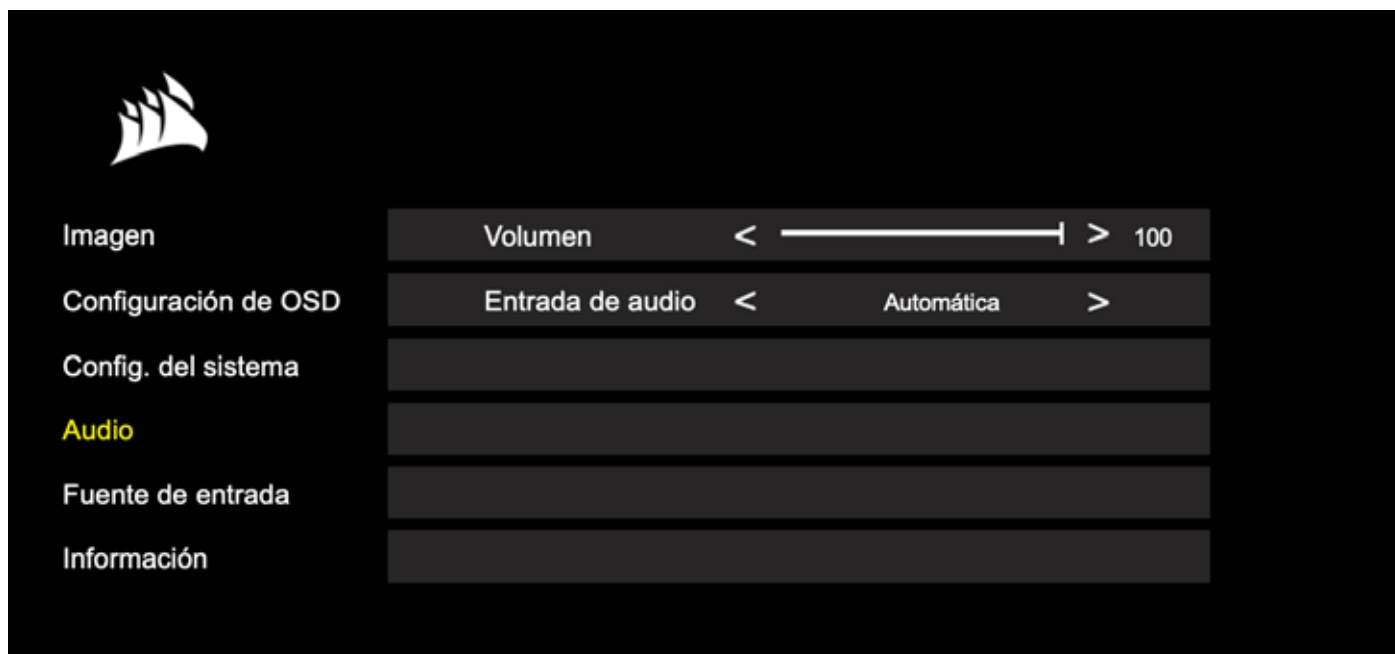 Imagen Volumen < > 100
Configuración de OSD Entrada de audio < Automática >
Config. del sistema
Audio
Fuente de entrada
Información